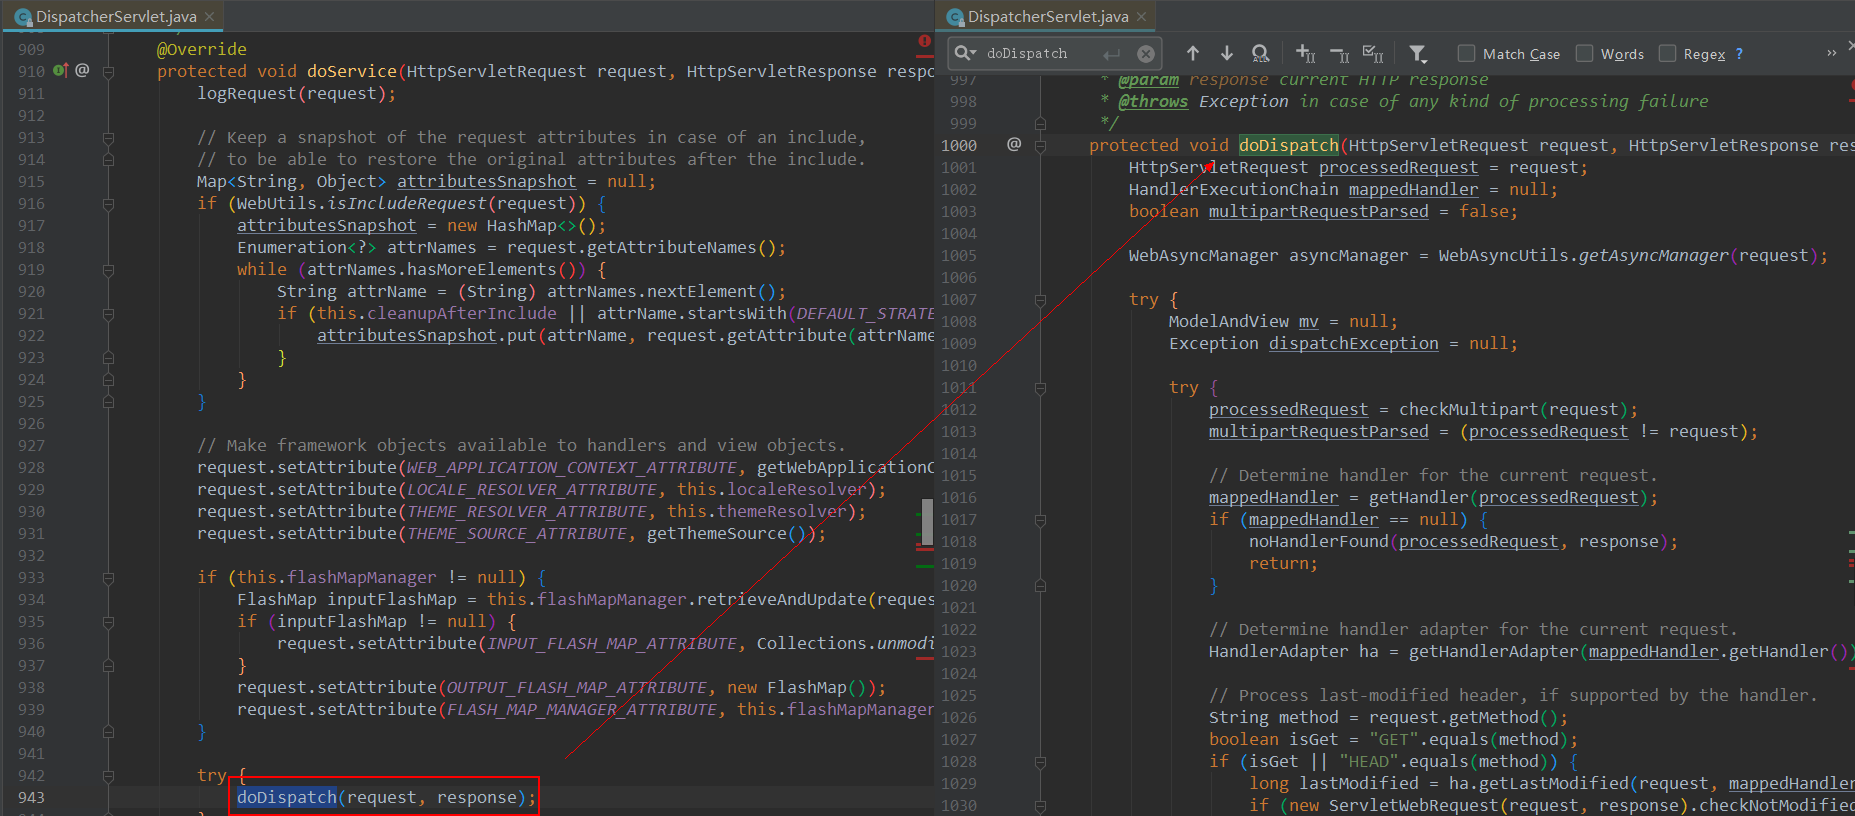 DispatcherServlet.java
909 @Override
910 @ protected void doService(HttpServletRequest request, HttpServletResponse respo
911 logRequest(request);
912
913 // Keep a snapshot of the request attributes in case of an include,
914 // to be able to restore the original attributes after the include.
915 Map<String, Object> attributesSnapshot = null;
916 if (WebUtils.isIncludeRequest(request)) {
917 attributesSnapshot = new HashMap<>();
918 Enumeration<?> attrNames = request.getAttributeNames();
919 while (attrNames.hasMoreElements()) {
920 String attrName = (String) attrNames.nextElement();
921 if (this.cleanupAfterInclude || attrName.startsWith(DEFAULT_STRATE
922 attributesSnapshot.put(attrName, request.getAttribute(attrName
923 }
924 }
925 }
926
927 // Make framework objects available to handlers and view objects.
928 request.setAttribute(WEB_APPLICATION_CONTEXT_ATTRIBUTE, getWebApplicationC
929 request.setAttribute(LOCALE_RESOLVER_ATTRIBUTE, this.localeResolver);
930 request.setAttribute(THEME_RESOLVER_ATTRIBUTE, this.themeResolver);
931 request.setAttribute(THEME_SOURCE_ATTRIBUTE, getThemeSource());
932
933 if (this.flashMapManager != null) {
934 FlashMap inputFlashMap = this.flashMapManager.retrieveAndUpdate(reques
935 if (inputFlashMap != null) {
936 request.setAttribute(INPUT_FLASH_MAP_ATTRIBUTE, Collections.unmodi
937 }
938 request.setAttribute(OUTPUT_FLASH_MAP_ATTRIBUTE, new FlashMap());
939 request.setAttribute(FLASH_MAP_MANAGER_ATTRIBUTE, this.flashMapManager
940 }
941
942 try {
943 doDispatch(request, response);
DispatcherServlet.java
doDispatch Match Case Words Regex ? »
997 * @param response current HTTP response
998 * @throws Exception in case of any kind of processing failure
999 */
1000 @ protected void doDispatch(HttpServletRequest request, HttpServletResponse res
1001 HttpServletRequest processedRequest = request;
1002 HandlerExecutionChain mappedHandler = null;
1003 boolean multipartRequestParsed = false;
1004
1005 WebAsyncManager asyncManager = WebAsyncUtils.getAsyncManager(request);
1006
1007 try {
1008 ModelAndView mv = null;
1009 Exception dispatchException = null;
1010
1011 try {
1012 processedRequest = checkMultipart(request);
1013 multipartRequestParsed = (processedRequest != request);
1014
1015 // Determine handler for the current request.
1016 mappedHandler = getHandler(processedRequest);
1017 if (mappedHandler == null) {
1018 noHandlerFound(processedRequest, response);
1019 return;
1020 }
1021
1022 // Determine handler adapter for the current request.
1023 HandlerAdapter ha = getHandlerAdapter(mappedHandler.getHandler())
1024
1025 // Process last-modified header, if supported by the handler.
1026 String method = request.getMethod();
1027 boolean isGet = "GET".equals(method);
1028 if (isGet || "HEAD".equals(method)) {
1029 long lastModified = ha.getLastModified(request, mappedHandler
1030 if (new ServletWebRequest(request, response).checkNotModified